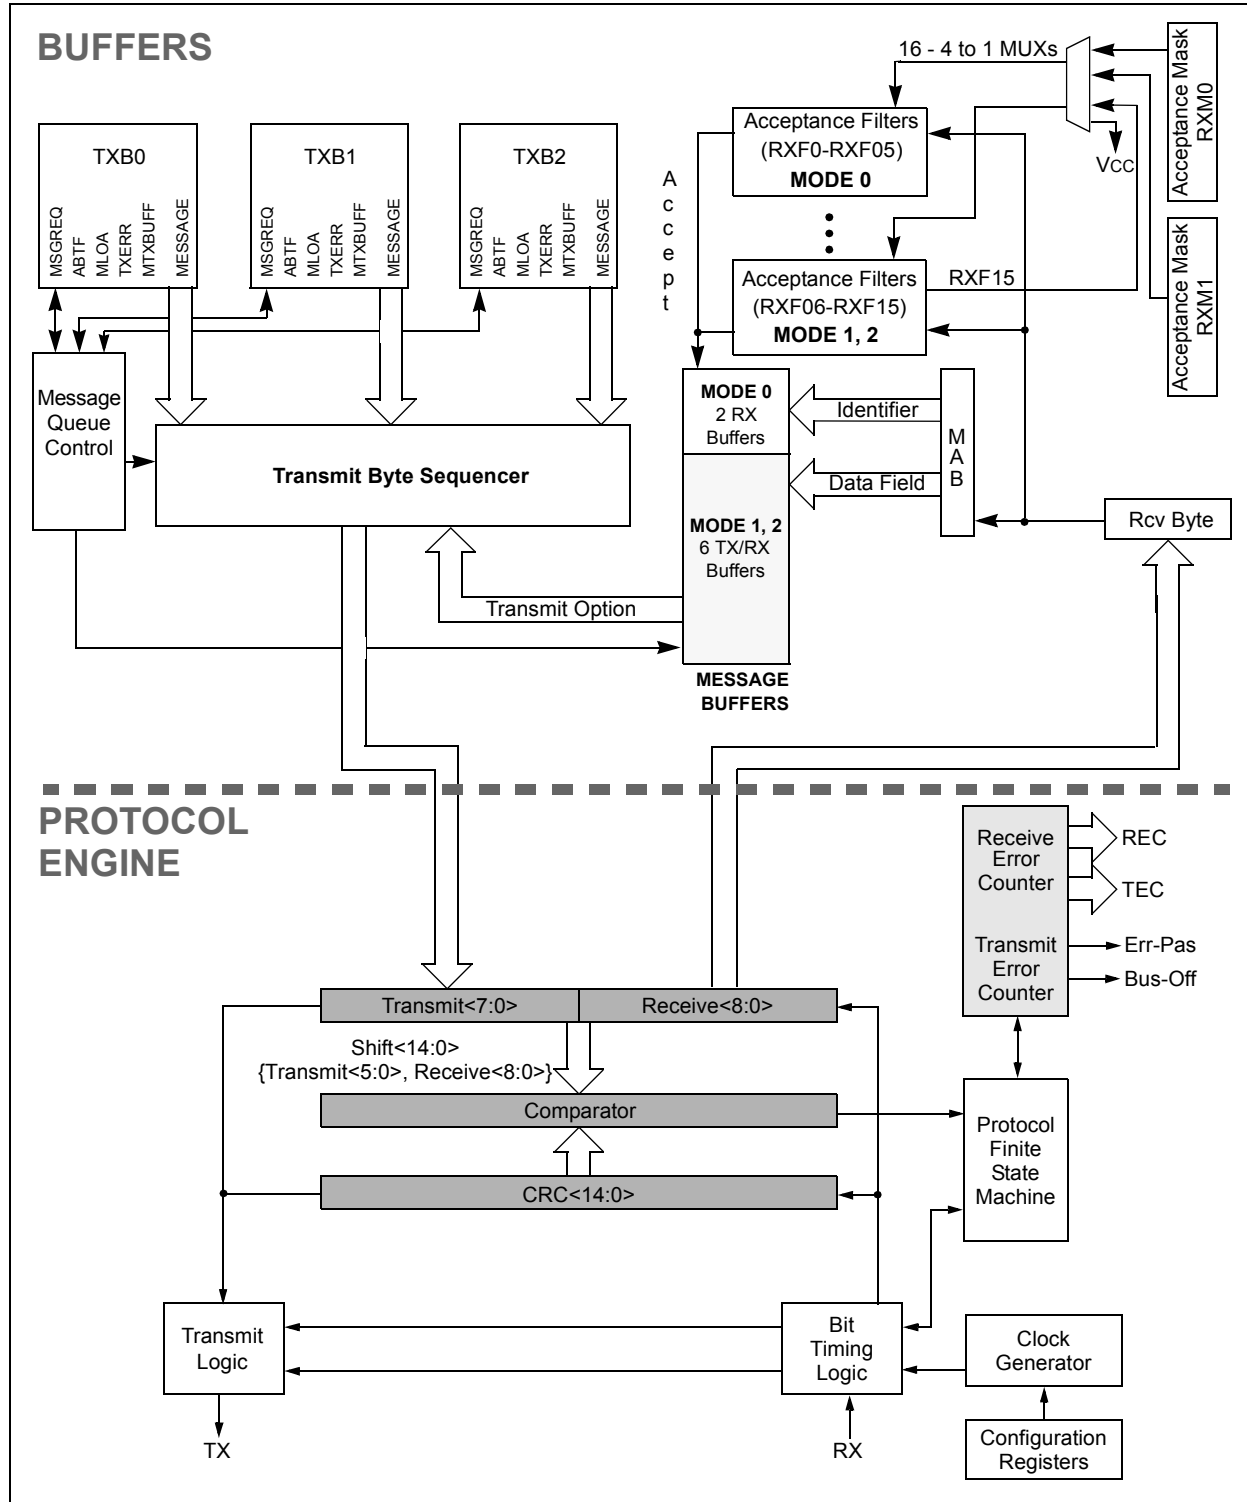 BUFFERS
16 - 4 to 1 MUXs
Acceptance Mask
RXM0
VCC
Acceptance Mask
RXM1
TXB0
MSGREQ
ABTF
MLOA
TXERR
MTXBUFF
MESSAGE
TXB1
MSGREQ
ABTF
MLOA
TXERR
MTXBUFF
MESSAGE
TXB2
MSGREQ
ABTF
MLOA
TXERR
MTXBUFF
MESSAGE
Accept
Acceptance Filters
(RXF0-RXF05)
MODE 0
Acceptance Filters
(RXF06-RXF15)
MODE 1, 2
RXF15
Message
Queue
Control
Transmit Byte Sequencer
MODE 0
2 RX
Buffers
Identifier
Data Field
MAB
MODE 1, 2
6 TX/RX
Buffers
Rcv Byte
Transmit Option
MESSAGE
BUFFERS
PROTOCOL
ENGINE
Receive
Error
Counter
REC
TEC
Transmit
Error
Counter
Err-Pas
Bus-Off
Transmit<7:0>
Receive<8:0>
Shift<14:0>
{Transmit<5:0>, Receive<8:0>}
Comparator
CRC<14:0>
Protocol
Finite
State
Machine
Transmit
Logic
Bit
Timing
Logic
Clock
Generator
TX
RX
Configuration
Registers